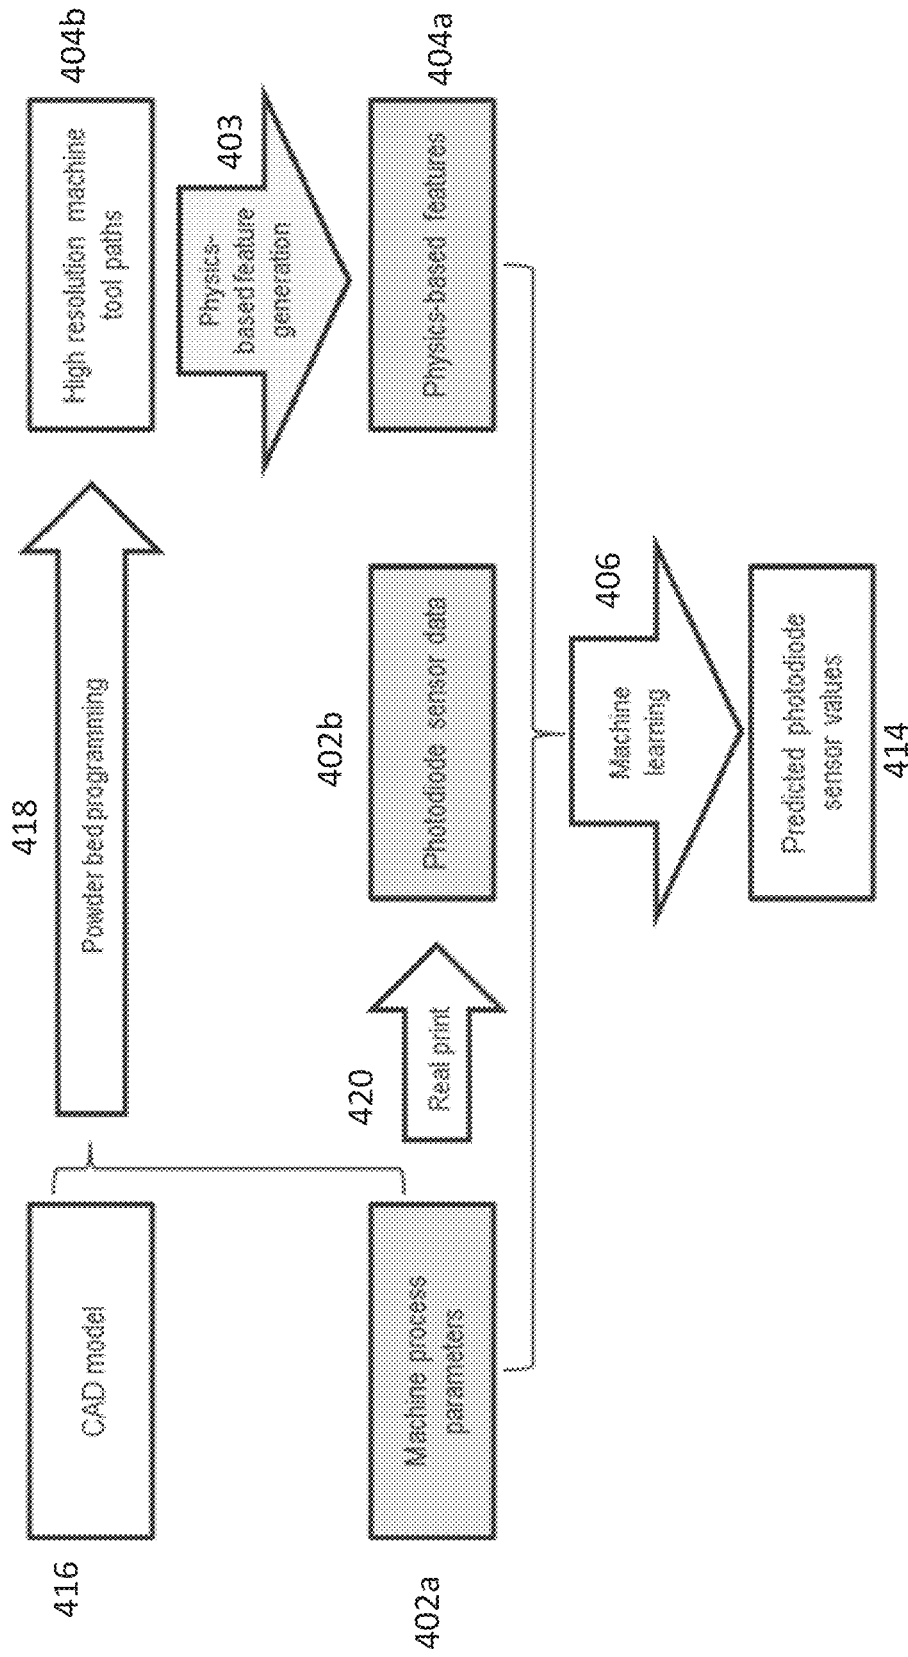 416
CAD model
418
Powder bed programming
404b
High resolution machine
tool paths
403
Physics-
based feature
generation
402a
Machine process
parameters
420
Real print
402b
Photodiode sensor data
404a
Physics-based features
406
Machine
learning
Predicted photodiode
sensor values
414